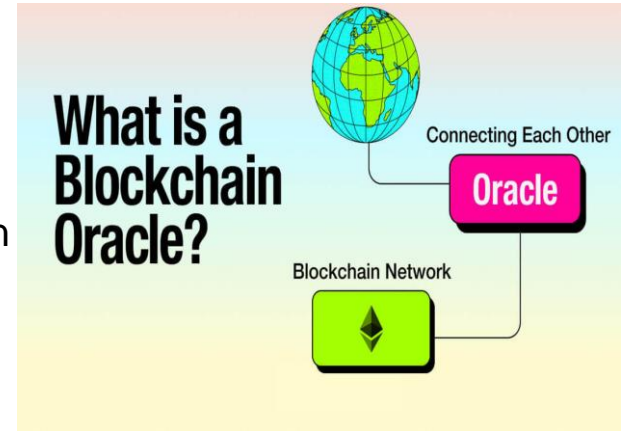 What is a
Blockchain
Oracle?
Connecting Each Other
Oracle
Blockchain Network
n